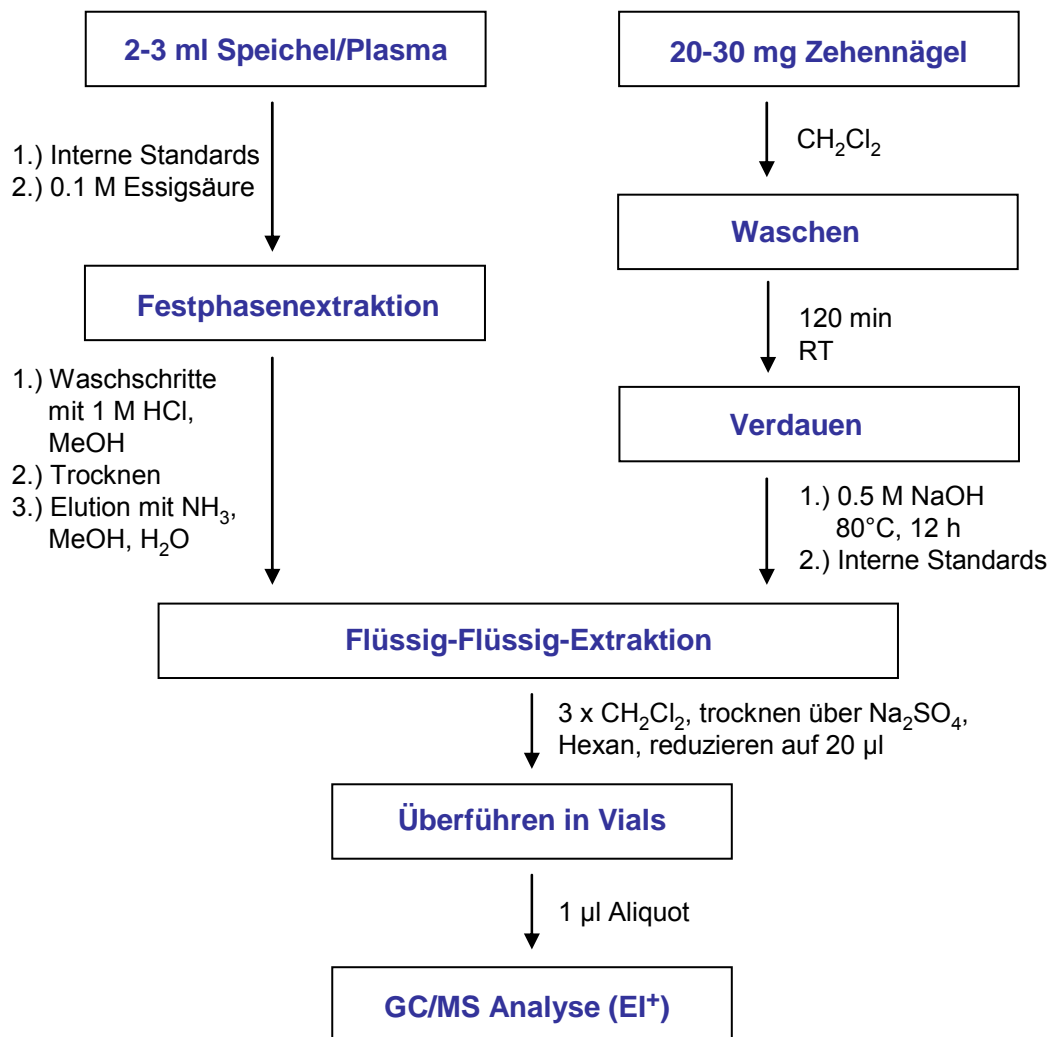 2-3 ml Speichel/Plasma
1.) Interne Standards
2.) 0.1 M Essigsäure
Festphasenextraktion
1.) Waschschritte
mit 1 M HCl,
MeOH
2.) Trocknen
3.) Elution mit NH₃,
MeOH, H₂O
20-30 mg Zehennägel
CH₂Cl₂
Waschen
120 min
RT
Verdauen
1.) 0.5 M NaOH
80°C, 12 h
2.) Interne Standards
Flüssig-Flüssig-Extraktion
3 x CH₂Cl₂, trocknen über Na₂SO₄,
Hexan, reduzieren auf 20 µl
Überführen in Vials
1 µl Aliquot
GC/MS Analyse (EI⁺)